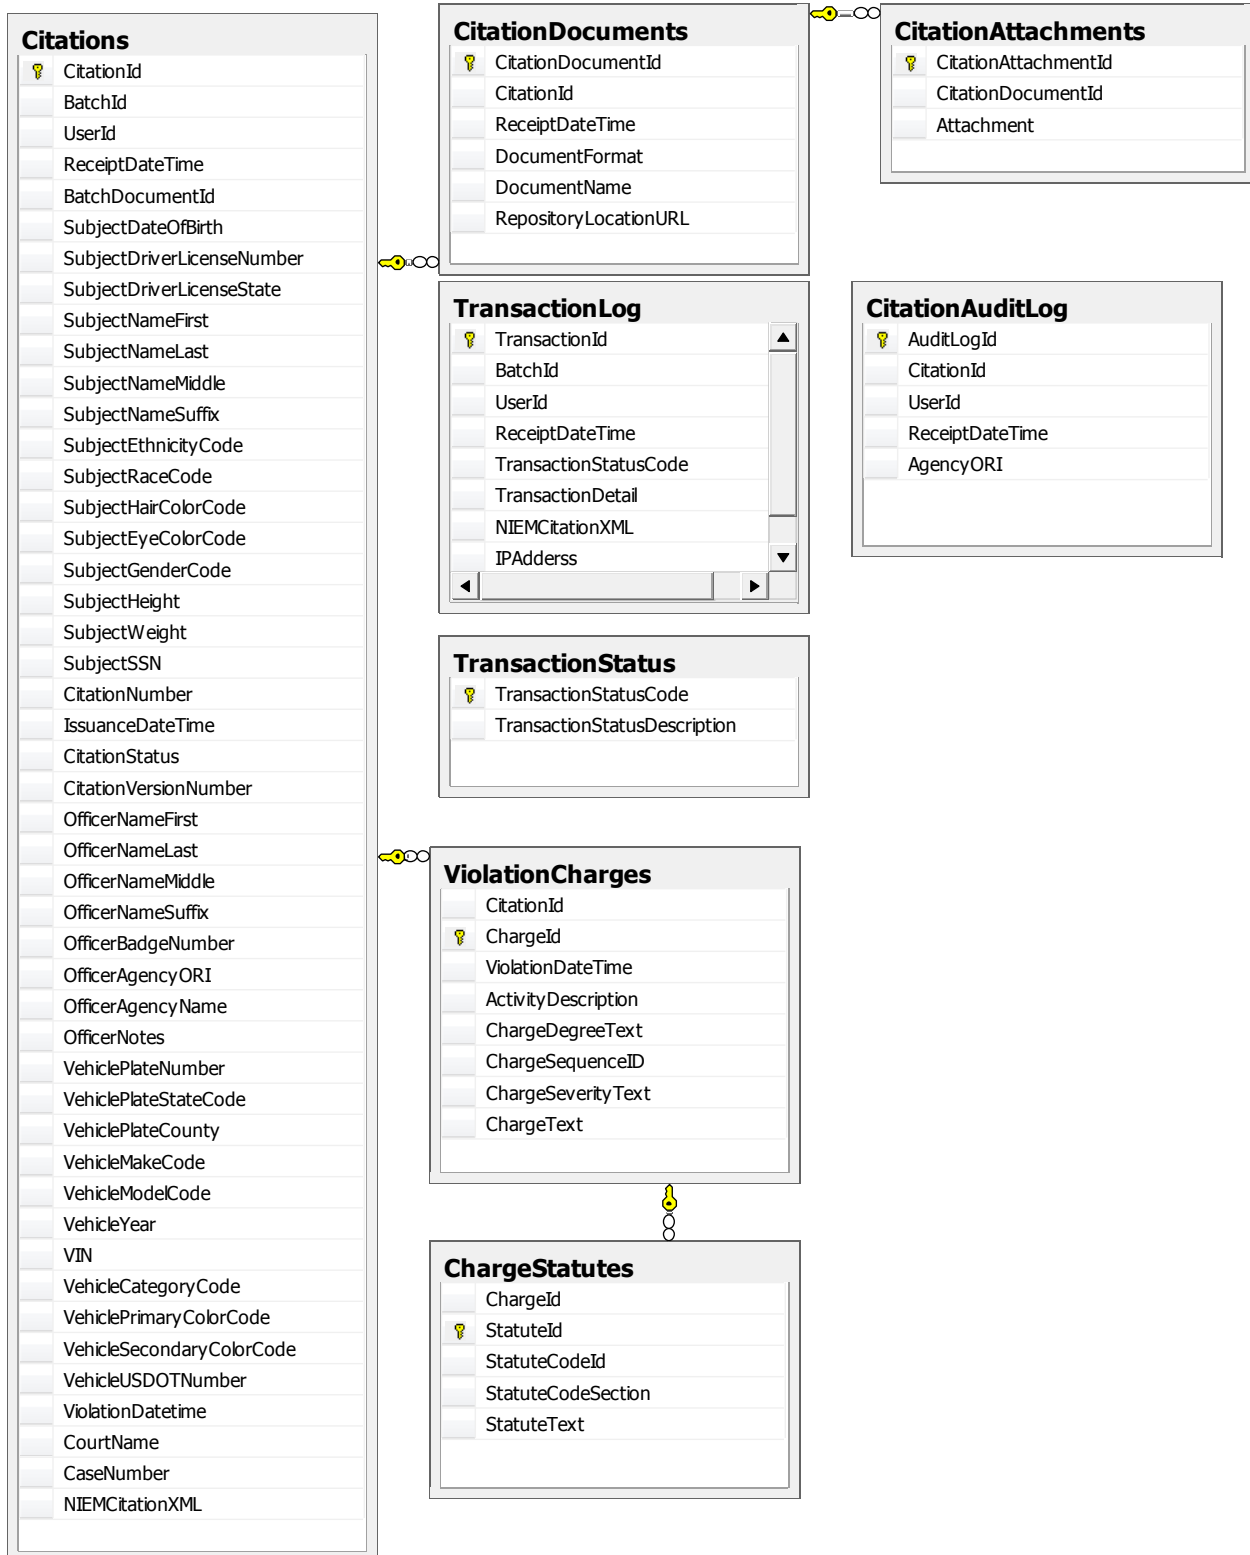 Citations
CitationId
BatchId
UserId
ReceiptDateTime
BatchDocumentId
SubjectDateOfBirth
SubjectDriverLicenseNumber
SubjectDriverLicenseState
SubjectNameFirst
SubjectNameLast
SubjectNameMiddle
SubjectNameSuffix
SubjectEthnicityCode
SubjectRaceCode
SubjectHairColorCode
SubjectEyeColorCode
SubjectGenderCode
SubjectHeight
SubjectWeight
SubjectSSN
CitationNumber
IssuanceDateTime
CitationStatus
CitationVersionNumber
OfficerNameFirst
OfficerNameLast
OfficerNameMiddle
OfficerNameSuffix
OfficerBadgeNumber
OfficerAgencyORI
OfficerAgencyName
OfficerNotes
VehiclePlateNumber
VehiclePlateStateCode
VehiclePlateCounty
VehicleMakeCode
VehicleModelCode
VehicleYear
VIN
VehicleCategoryCode
VehiclePrimaryColorCode
VehicleSecondaryColorCode
VehicleUSDOTNumber
ViolationDatetime
CourtName
CaseNumber
NIEMCitationXML
CitationDocuments
CitationDocumentId
CitationId
ReceiptDateTime
DocumentFormat
DocumentName
RepositoryLocationURL
CitationAttachments
CitationAttachmentId
CitationDocumentId
Attachment
TransactionLog
TransactionId
BatchId
UserId
ReceiptDateTime
TransactionStatusCode
TransactionDetail
NIEMCitationXML
IPAdderss
CitationAuditLog
AuditLogId
CitationId
UserId
ReceiptDateTime
AgencyORI
TransactionStatus
TransactionStatusCode
TransactionStatusDescription
ViolationCharges
CitationId
ChargeId
ViolationDateTime
ActivityDescription
ChargeDegreeText
ChargeSequenceID
ChargeSeverityText
ChargeText
ChargeStatutes
ChargeId
StatuteId
StatuteCodeId
StatuteCodeSection
StatuteText